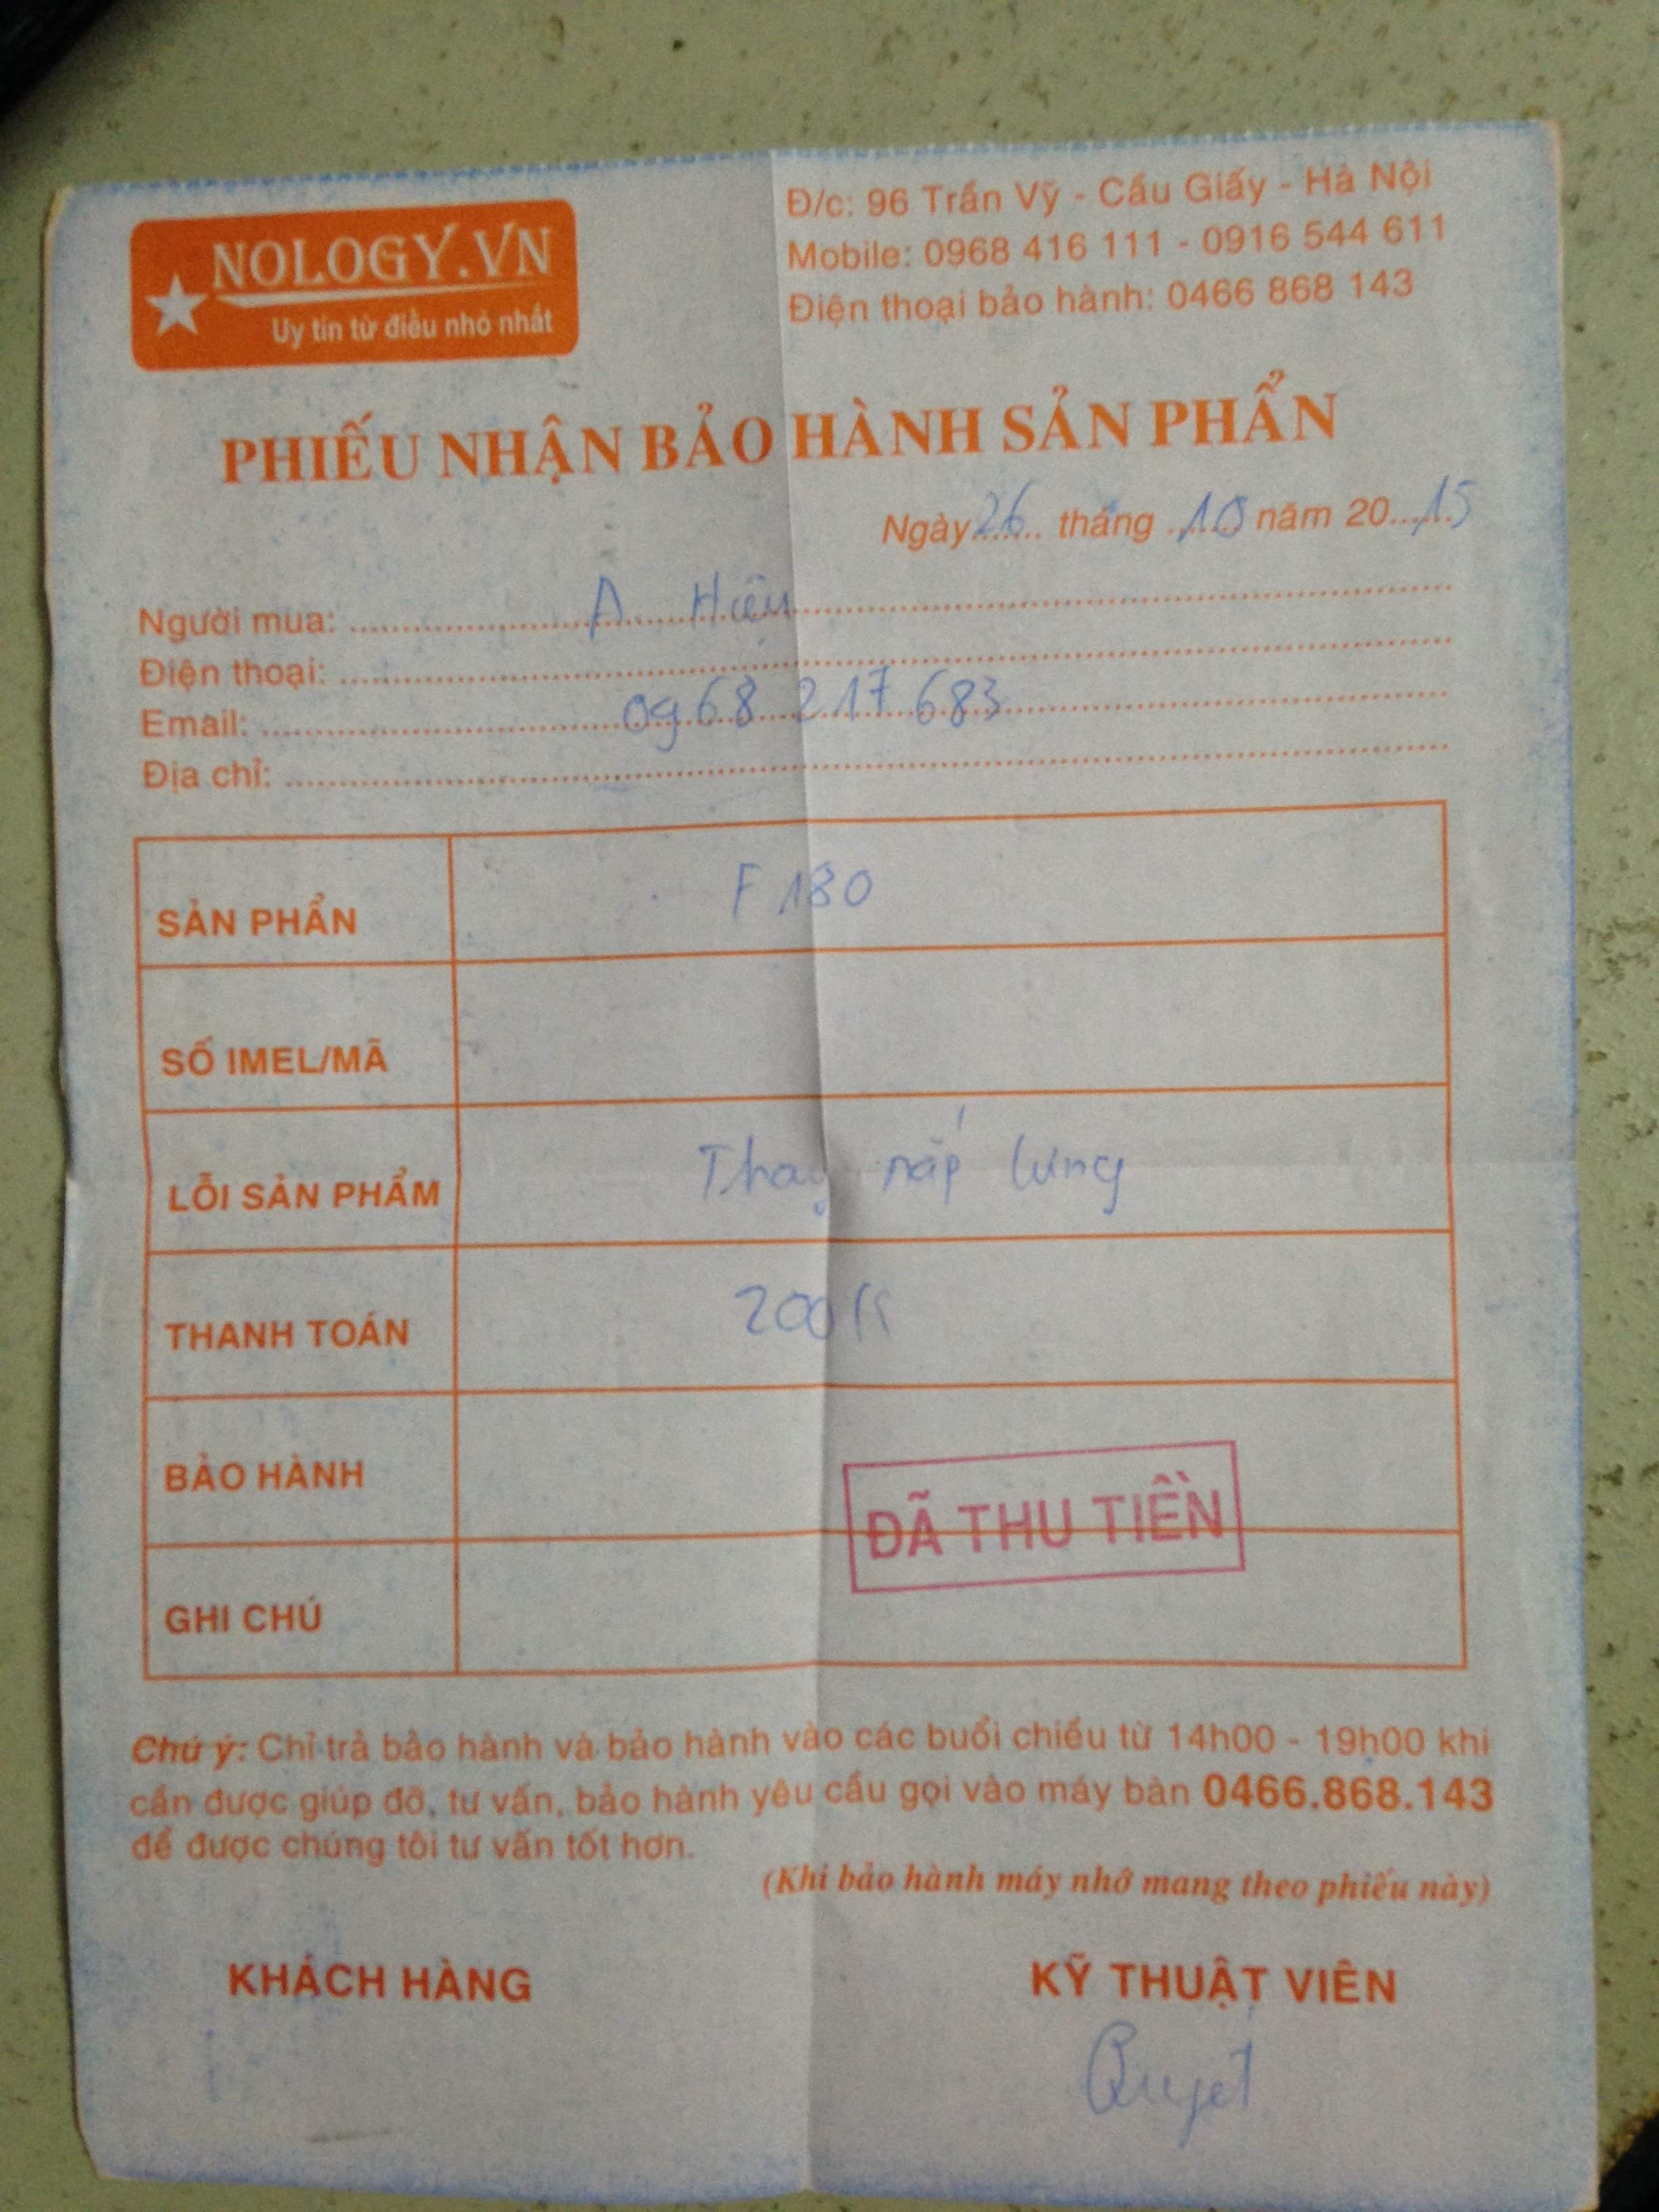 NOLOGY.VN
Uy tín từ điều nhỏ nhất
Đ/c: 96 Trần Vỹ - Cầu Giấy - Hà Nội
Mobile: 0968 416 111 - 0916 544 611
Điện thoại bảo hành: 0466 868 143
PHIẾU NHẬN BẢO HÀNH SẢN PHẨN
Ngày 26 tháng 10 năm 20 15
Người mua: A. Hiệu
Điện thoại:
Email: 0968 217 683
Địa chỉ:
SẢN PHẨN F180
SỐ IMEL/MÃ
LỖI SẢN PHẨM Thay nắp lưng
THANH TOÁN 200K
BẢO HÀNH
ĐÃ THU TIỀN
GHI CHÚ
Chú ý: Chỉ trả bảo hành và bảo hành vào các buổi chiều từ 14h00 - 19h00 khi
cần được giúp đỡ, tư vấn, bảo hành yêu cầu gọi vào máy bàn 0466.868.143
để được chúng tôi tư vấn tốt hơn.
(Khi bảo hành máy nhớ mang theo phiếu này)
KHÁCH HÀNG KỸ THUẬT VIÊN
Quyết